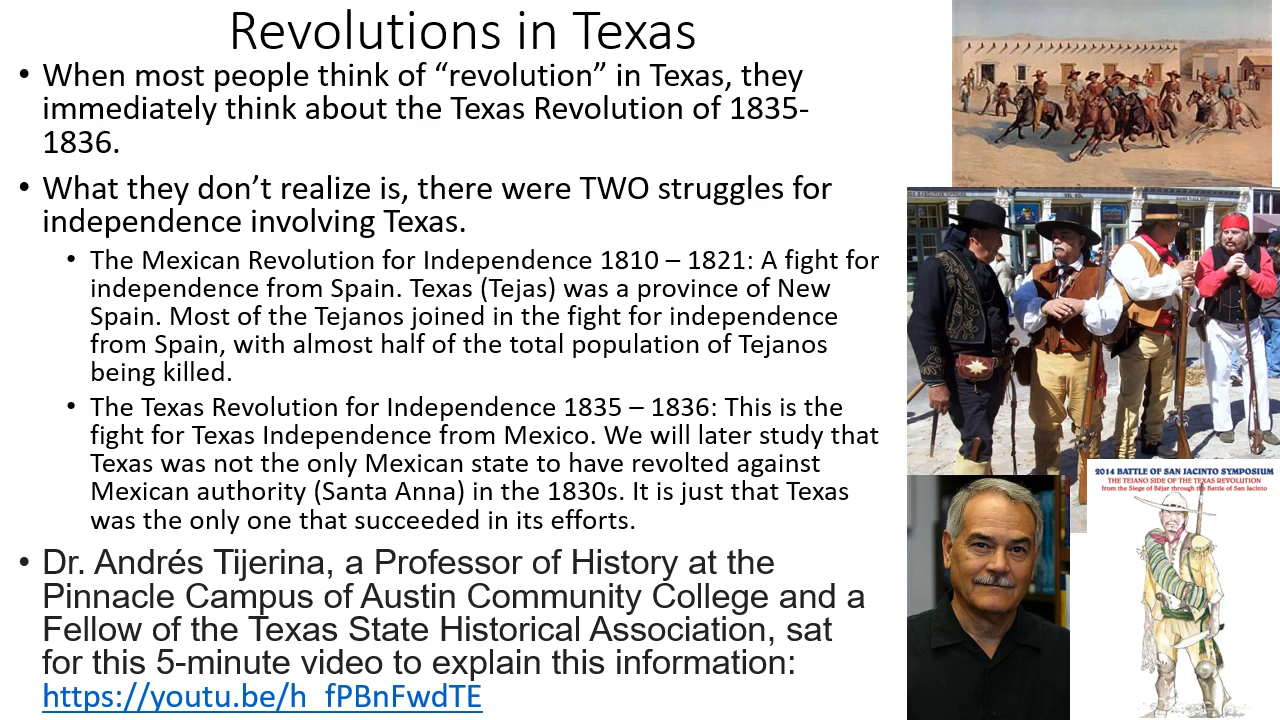 Revolutions in Texas
• When most people think of “revolution” in Texas, they
immediately think about the Texas Revolution of 1835-
1836.
• What they don’t realize is, there were TWO struggles for
independence involving Texas.
• The Mexican Revolution for Independence 1810 – 1821: A fight for
independence from Spain. Texas (Tejas) was a province of New
Spain. Most of the Tejanos joined in the fight for independence
from Spain, with almost half of the total population of Tejanos
being killed.
• The Texas Revolution for Independence 1835 – 1836: This is the
fight for Texas Independence from Mexico. We will later study that
Texas was not the only Mexican state to have revolted against
Mexican authority (Santa Anna) in the 1830s. It is just that Texas
was the only one that succeeded in its efforts.
• Dr. Andrés Tijerina, a Professor of History at the
Pinnacle Campus of Austin Community College and a
Fellow of the Texas State Historical Association, sat
for this 5-minute video to explain this information:
https://youtu.be/h_fPBnFwdTE
2014 BATTLE OF SAN JACINTO SYMPOSIUM
THE TEJANO SIDE OF THE TEXAS REVOLUTION
from the Siege of Béjar through the Battle of San Jacinto